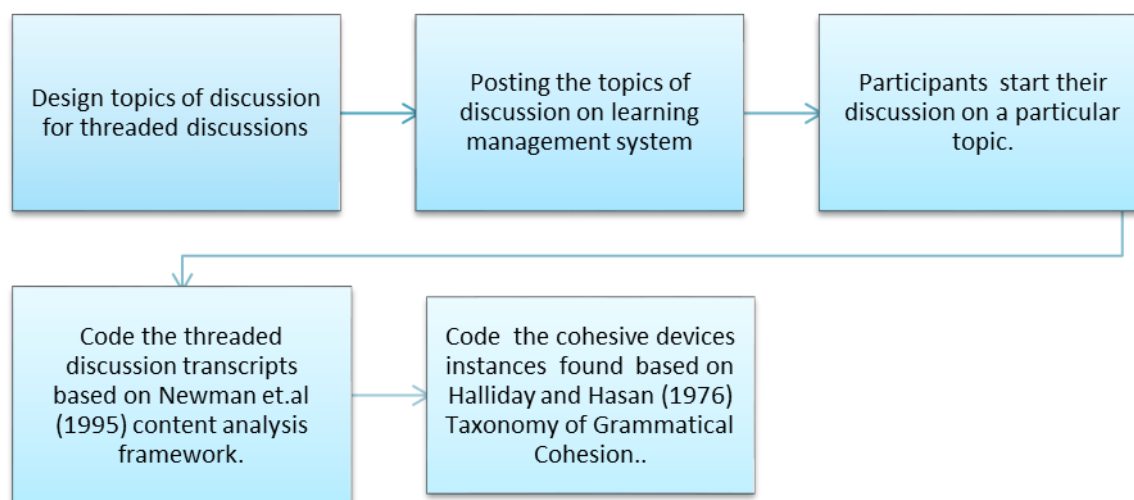 Design topics of discussion
for threaded discussions
Posting the topics of
discussion on learning
management system
Participants start their
discussion on a particular
topic.
Code the threaded
discussion transcripts
based on Newman et.al
(1995) content analysis
framework.
Code the cohesive devices
instances found based on
Halliday and Hasan (1976)
Taxonomy of Grammatical
Cohesion..